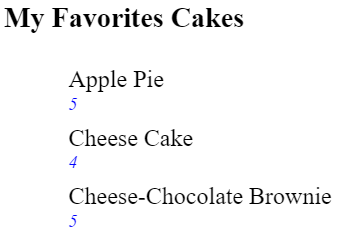 My Favorites Cakes
Apple Pie
5
Cheese Cake
4
Cheese-Chocolate Brownie
5